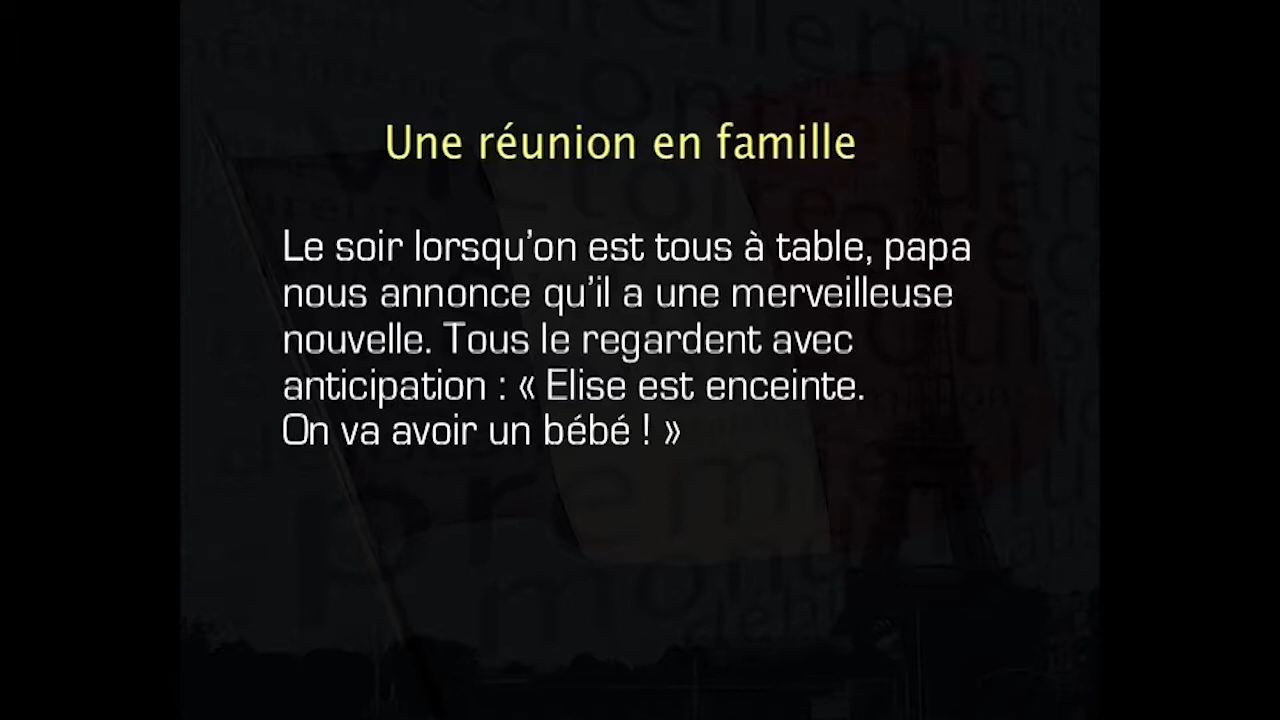 Une réunion en famille
Le soir lorsqu'on est tous à table, papa
nous annonce qu'il a une merveilleuse
nouvelle. Tous le regardent avec
anticipation : « Elise est enceinte.
On va avoir un bébé ! »